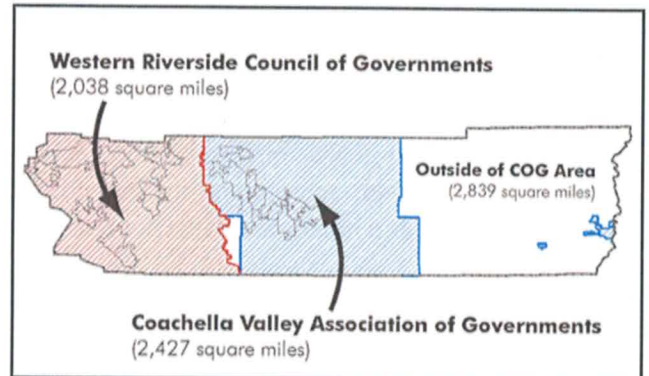 Western Riverside Council of Governments
(2,038 square miles)
Outside of COG Area
(2,839 square miles)
Coachella Valley Association of Governments
(2,427 square miles)